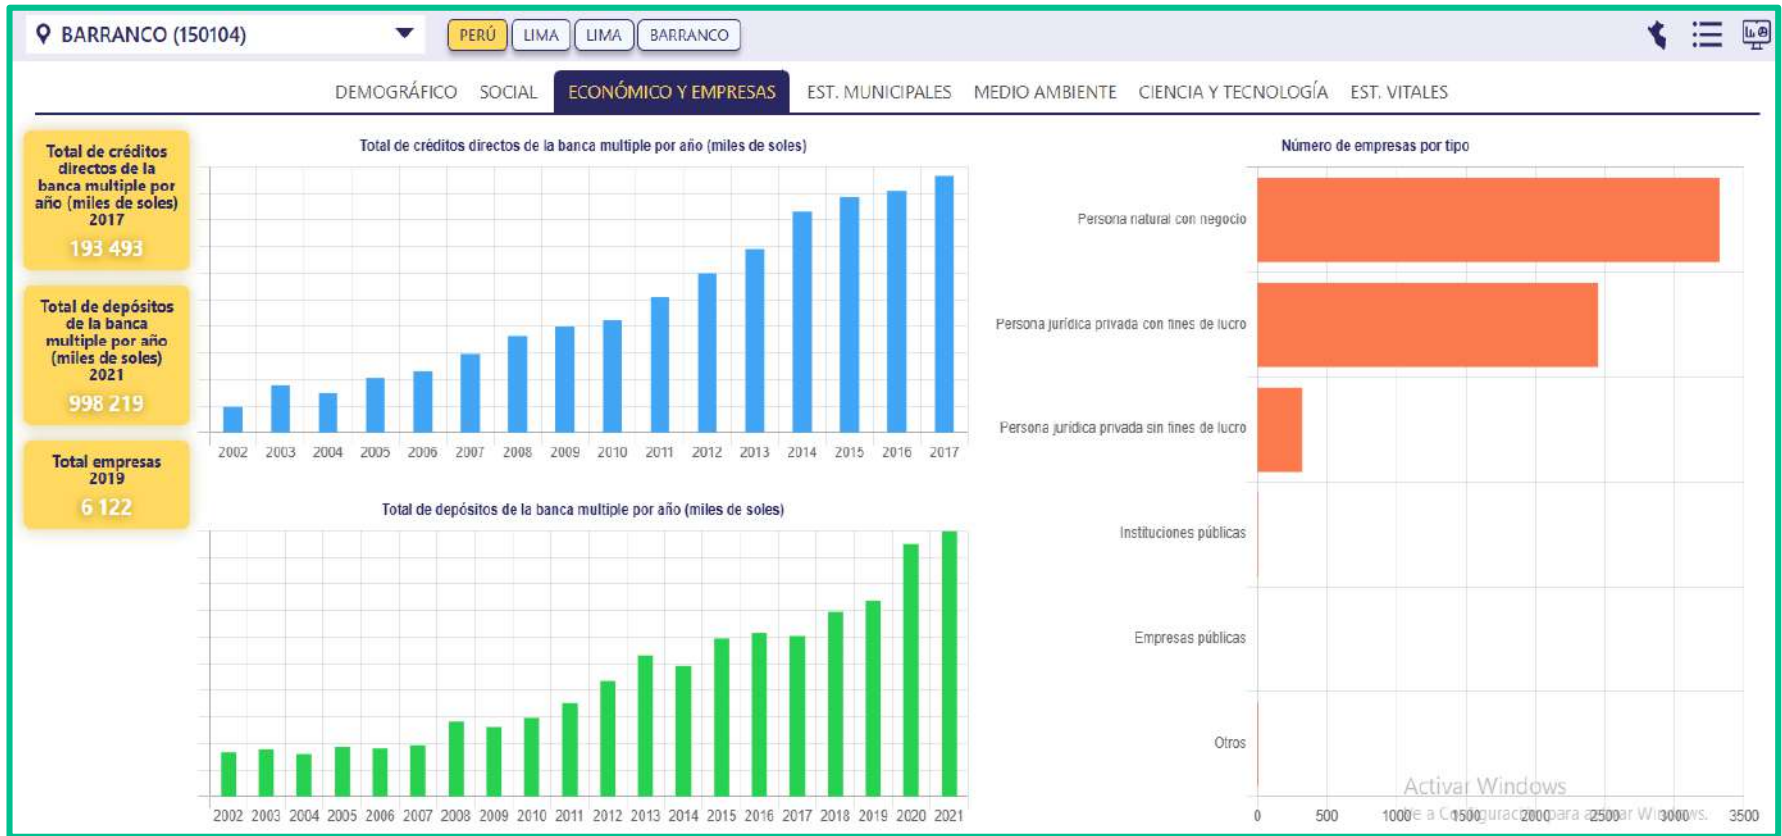 BARRANCO (150104)
PERÚ LIMA LIMA BARRANCO
DEMOGRÁFICO SOCIAL ECONÓMICO Y EMPRESAS EST. MUNICIPALES MEDIO AMBIENTE CIENCIA Y TECNOLOGÍA EST. VITALES
Total de créditos
directos de la
banca multiple por
año (miles de soles)
2017
193 493
Total de depósitos
de la banca
multiple por año
(miles de soles)
2021
998 219
Total empresas
2019
6 122
Total de créditos directos de la banca multiple por año (miles de soles)
2002 2003 2004 2005 2006 2007 2008 2009 2010 2011 2012 2013 2014 2015 2016 2017
Total de depósitos de la banca multiple por año (miles de soles)
2002 2003 2004 2005 2006 2007 2008 2009 2010 2011 2012 2013 2014 2015 2016 2017 2018 2019 2020 2021
Número de empresas por tipo
Persona natural con negocio
Persona jurídica privada con fines de lucro
Persona jurídica privada sin fines de lucro
Instituciones públicas
Empresas públicas
Otros
0 500 1000 1500 2000 2500 3000 3500
Activar Windows
Ve a Configuración para activar Windows.